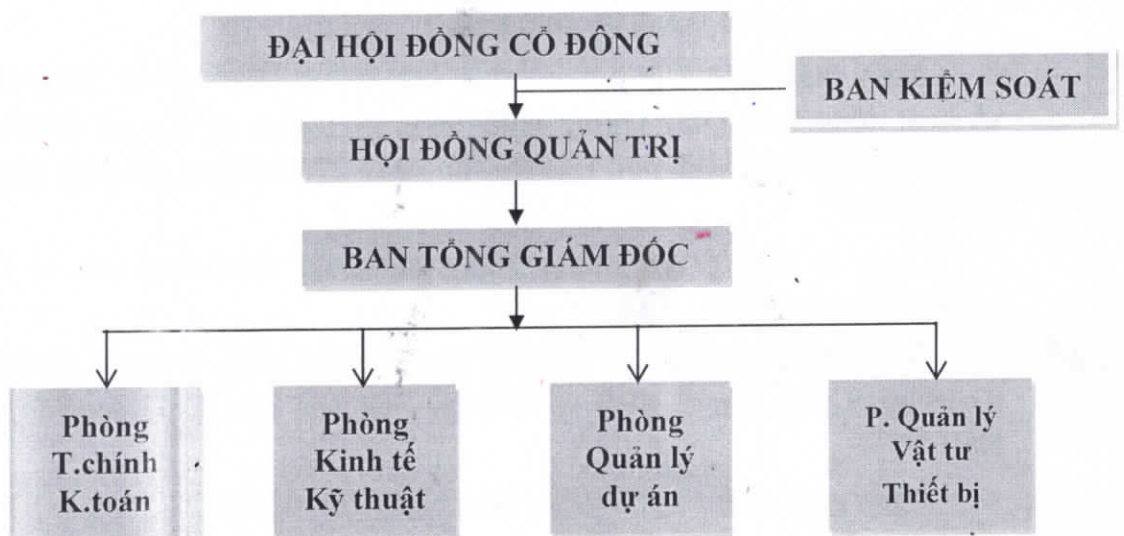 ĐẠI HỘI ĐỒNG CỔ ĐÔNG
BAN KIỂM SOÁT
HỘI ĐỒNG QUẢN TRỊ
BAN TỔNG GIÁM ĐỐC
Phòng
T.chính
K.toán
Phòng
Kinh tế
Kỹ thuật
Phòng
Quản lý
dự án
P. Quản lý
Vật tư
Thiết bị